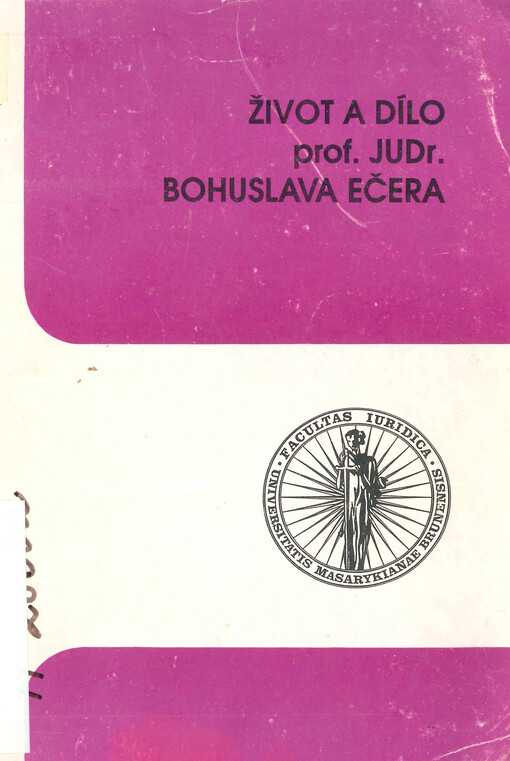 ŽIVOT A DÍLO
prof. JUDr.
BOHUSLAVA EČERA
· FACULTAS IURIDICA ·
UNIVERSITATIS MASARYKIANAE BRUNENSIS